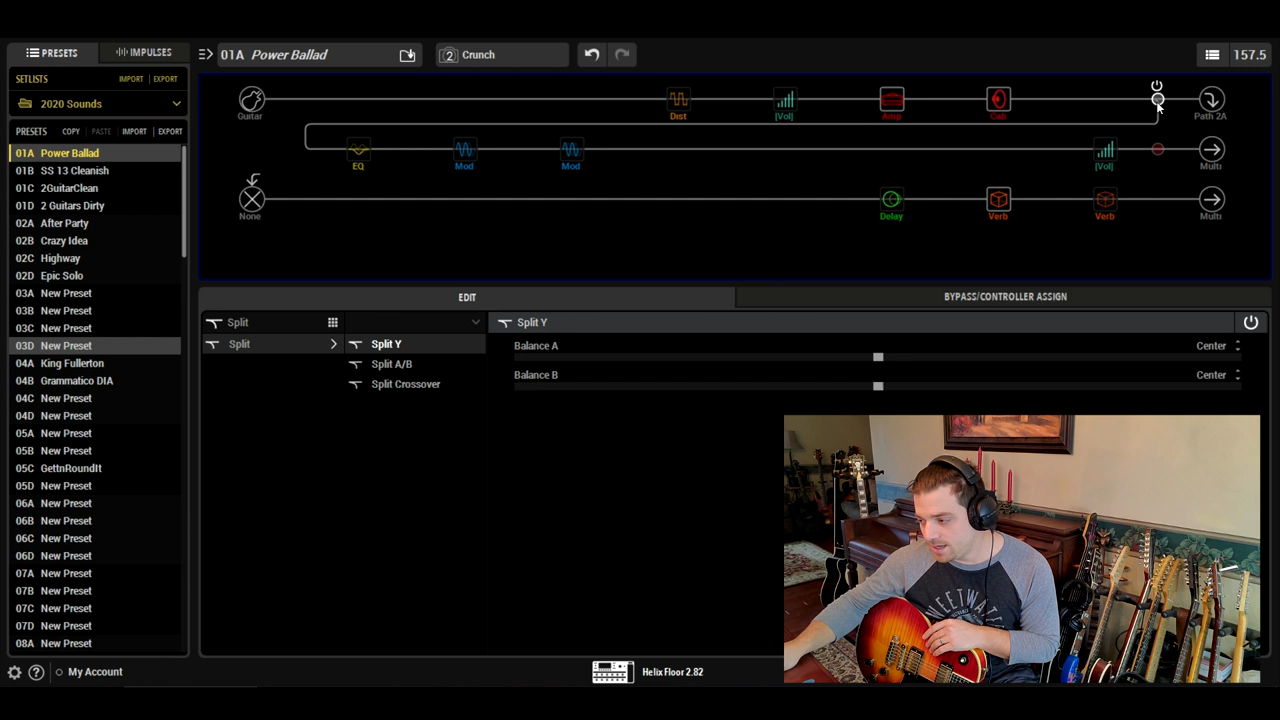 PRESETS
IMPULSES
01A Power Ballad
2 Crunch
157.5
SETLISTS
IMPORT
EXPORT
2020 Sounds
PRESETS
COPY
PASTE
IMPORT
EXPORT
01A Power Ballad
01B SS 13 Cleanish
01C 2GuitarClean
01D 2 Guitars Dirty
02A After Party
02B Crazy Idea
02C Highway
02D Epic Solo
03A New Preset
03B New Preset
03C New Preset
03D New Preset
04A King Fullerton
04B Grammatico DIA
04C New Preset
04D New Preset
05A New Preset
05B New Preset
05C GettnRoundIt
05D New Preset
06A New Preset
06B New Preset
06C New Preset
06D New Preset
07A New Preset
07B New Preset
07C New Preset
07D New Preset
08A New Preset
Guitar
Dist
[Vol]
Amp
Cab
Path 2A
EQ
Mod
Mod
[Vol]
Multi
None
Delay
Verb
Verb
Multi
EDIT
BYPASS/CONTROLLER ASSIGN
Split
Split
Split Y
Split A/B
Split Crossover
Split Y
Balance A
Center
Balance B
Center
My Account
Helix Floor 2.82